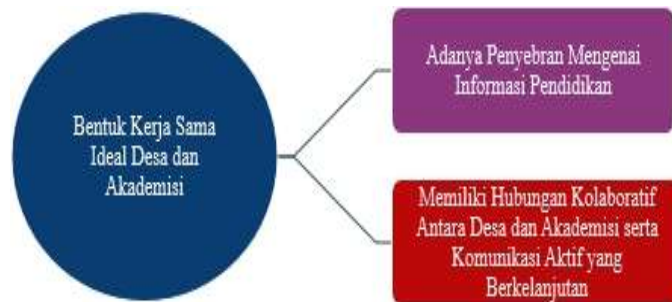 Bentuk Kerja Sama
Ideal Desa dan
Akademisi
Adanya Penyebran Mengenai
Informasi Pendidikan
Memiliki Hubungan Kolaboratif
Antara Desa dan Akademisi serta
Komunikasi Aktif yang
Berkelanjutan